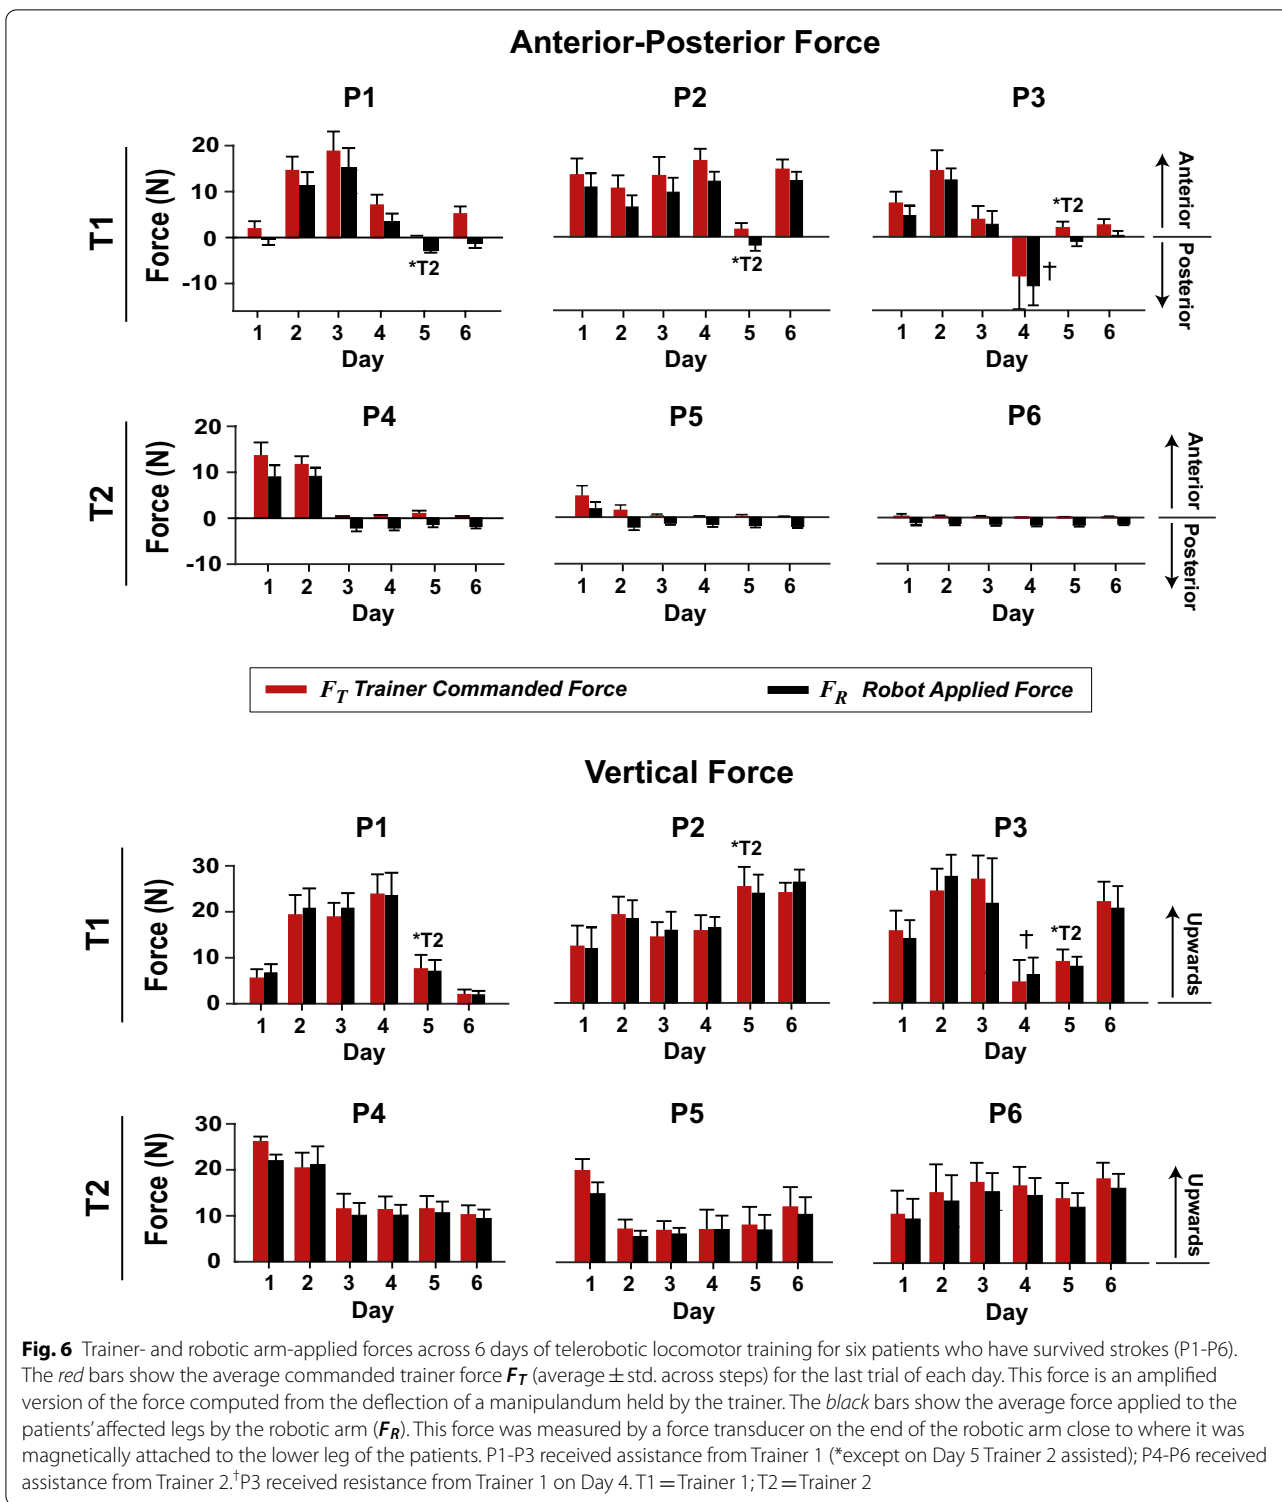 Anterior-Posterior Force
P1 P2 P3
T1
Force (N)
20
10
0
-10
*T2
*T2
*T2
†
Anterior
Posterior
1 2 3 4 5 6
1 2 3 4 5 6
1 2 3 4 5 6
Day Day Day
P4 P5 P6
T2
Force (N)
20
10
0
-10
Anterior
Posterior
1 2 3 4 5 6
1 2 3 4 5 6
1 2 3 4 5 6
Day Day Day
F_T Trainer Commanded Force F_R Robot Applied Force
Vertical Force
P1 P2 P3
T1
Force (N)
30
20
10
0
*T2
*T2
†
*T2
Upwards
1 2 3 4 5 6
1 2 3 4 5 6
1 2 3 4 5 6
Day Day Day
P4 P5 P6
T2
Force (N)
30
20
10
0
Upwards
1 2 3 4 5 6
1 2 3 4 5 6
1 2 3 4 5 6
Day Day Day
Fig. 6 Trainer- and robotic arm-applied forces across 6 days of telerobotic locomotor training for six patients who have survived strokes (P1-P6).
The red bars show the average commanded trainer force F_T (average ± std. across steps) for the last trial of each day. This force is an amplified
version of the force computed from the deflection of a manipulandum held by the trainer. The black bars show the average force applied to the
patients' affected legs by the robotic arm (F_R). This force was measured by a force transducer on the end of the robotic arm close to where it was
magnetically attached to the lower leg of the patients. P1-P3 received assistance from Trainer 1 (*except on Day 5 Trainer 2 assisted); P4-P6 received
assistance from Trainer 2. †P3 received resistance from Trainer 1 on Day 4. T1 = Trainer 1; T2 = Trainer 2